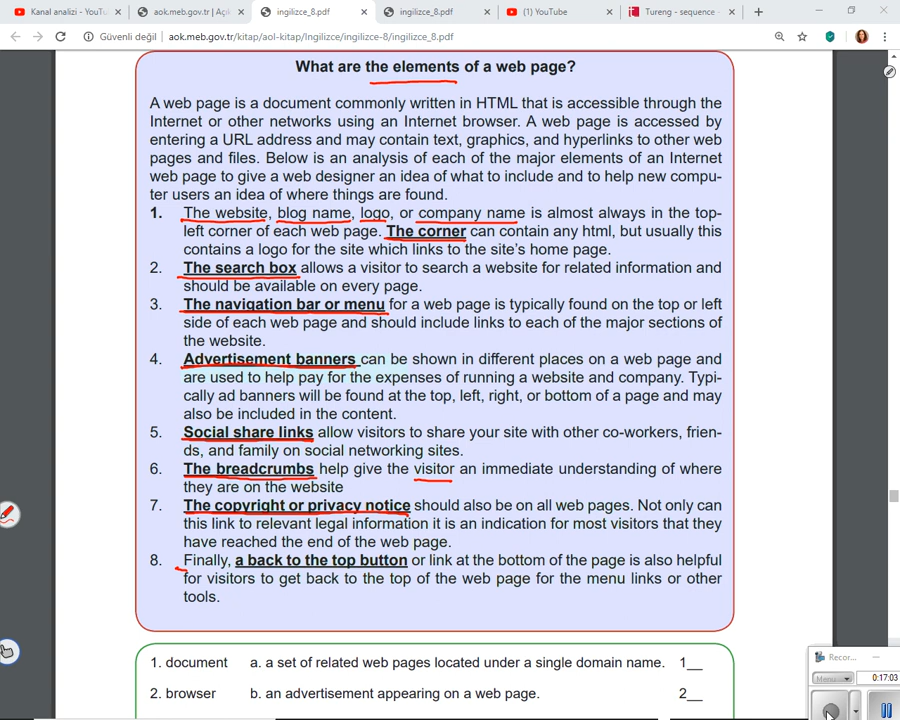 Kanal analizi - YouTu
aok.meb.gov.tr | Açık
ingilizce_8.pdf
ingilizce_8.pdf
(1) YouTube
Tureng - sequence -
Güvenli değil | aok.meb.gov.tr/kitap/aol-kitap/Ingilizce/ingilizce-8/ingilizce_8.pdf
What are the elements of a web page?
A web page is a document commonly written in HTML that is accessible through the
Internet or other networks using an Internet browser. A web page is accessed by
entering a URL address and may contain text, graphics, and hyperlinks to other web
pages and files. Below is an analysis of each of the major elements of an Internet
web page to give a web designer an idea of what to include and to help new compu-
ter users an idea of where things are found.
1. The website, blog name, logo, or company name is almost always in the top-
left corner of each web page. The corner can contain any html, but usually this
contains a logo for the site which links to the site's home page.
2. The search box allows a visitor to search a website for related information and
should be available on every page.
3. The navigation bar or menu for a web page is typically found on the top or left
side of each web page and should include links to each of the major sections of
the website.
4. Advertisement banners can be shown in different places on a web page and
are used to help pay for the expenses of running a website and company. Typi-
cally ad banners will be found at the top, left, right, or bottom of a page and may
also be included in the content.
5. Social share links allow visitors to share your site with other co-workers, frien-
ds, and family on social networking sites.
6. The breadcrumbs help give the visitor an immediate understanding of where
they are on the website
7. The copyright or privacy notice should also be on all web pages. Not only can
this link to relevant legal information it is an indication for most visitors that they
have reached the end of the web page.
8. Finally, a back to the top button or link at the bottom of the page is also helpful
for visitors to get back to the top of the web page for the menu links or other
tools.
1. document a. a set of related web pages located under a single domain name. 1__
2. browser b. an advertisement appearing on a web page. 2__
Recor...
Menu
0:17:03